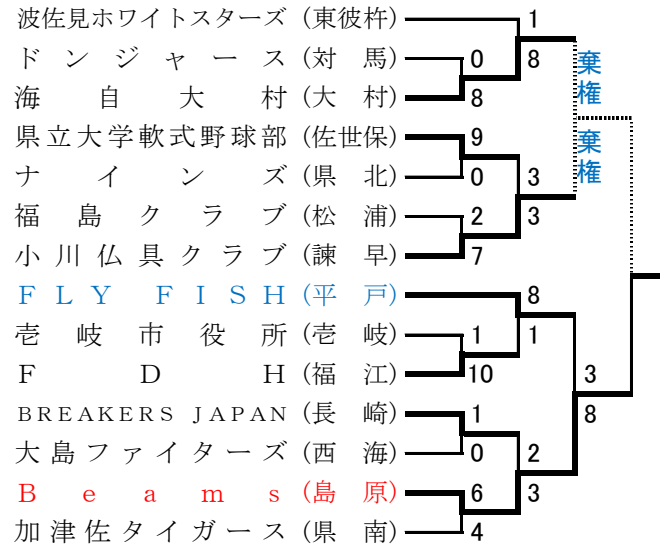 波佐見ホワイトスターズ (東彼杵) 1
ドンジャース (対馬) 0 8 棄権
海自大村 (大村) 8
県立大学軟式野球部 (佐世保) 9 棄権
ナインズ (県北) 0 3
福島クラブ (松浦) 2 3
小川仏具クラブ (諫早) 7
FLY FISH (平戸) 8
壱岐市役所 (壱岐) 1 1
FDH (福江) 10 3
BREAKERS JAPAN (長崎) 1 8
大島ファイターズ (西海) 0 2
Beams (島原) 6 3
加津佐タイガース (県南) 4